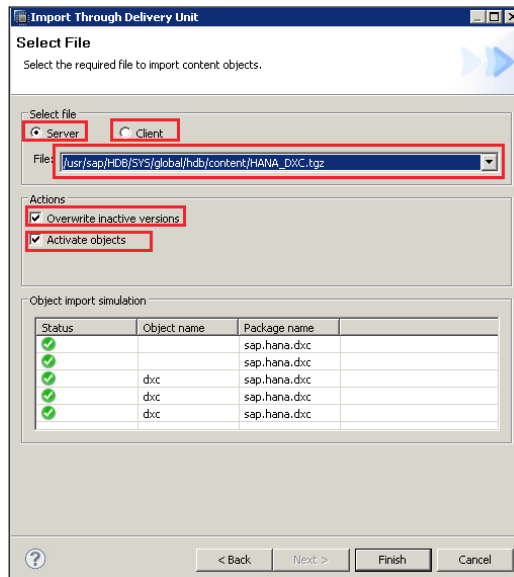 Import Through Delivery Unit
Select File
Select the required file to import content objects.
Select file
Server Client
File: /usr/sap/HDB/SYS/global/hdb/content/HANA_DXC.tgz
Actions
Overwrite inactive versions
Activate objects
Object import simulation
Status Object name Package name
sap.hana.dxc
sap.hana.dxc
dxc sap.hana.dxc
dxc sap.hana.dxc
dxc sap.hana.dxc
? < Back Next > Finish Cancel